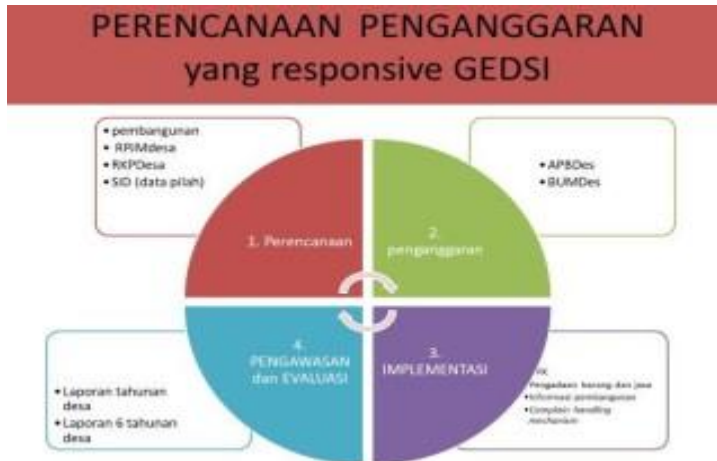 PERENCANAAN PENGANGGARAN
yang responsive GEDSI
• pembangunan
• RPJMdesa
• RKPDesa
• SID (data pilah)
• APBDes
• BUMDes
1. Perencanaan
2.
penganggaran
4.
PENGAWASAN
dan EVALUASI
3.
IMPLEMENTASI
• Laporan tahunan
desa
• Laporan 6 tahunan
desa
Pengadaan barang dan jasa
• Informasi pembangunan
• Complain handling
mechanism